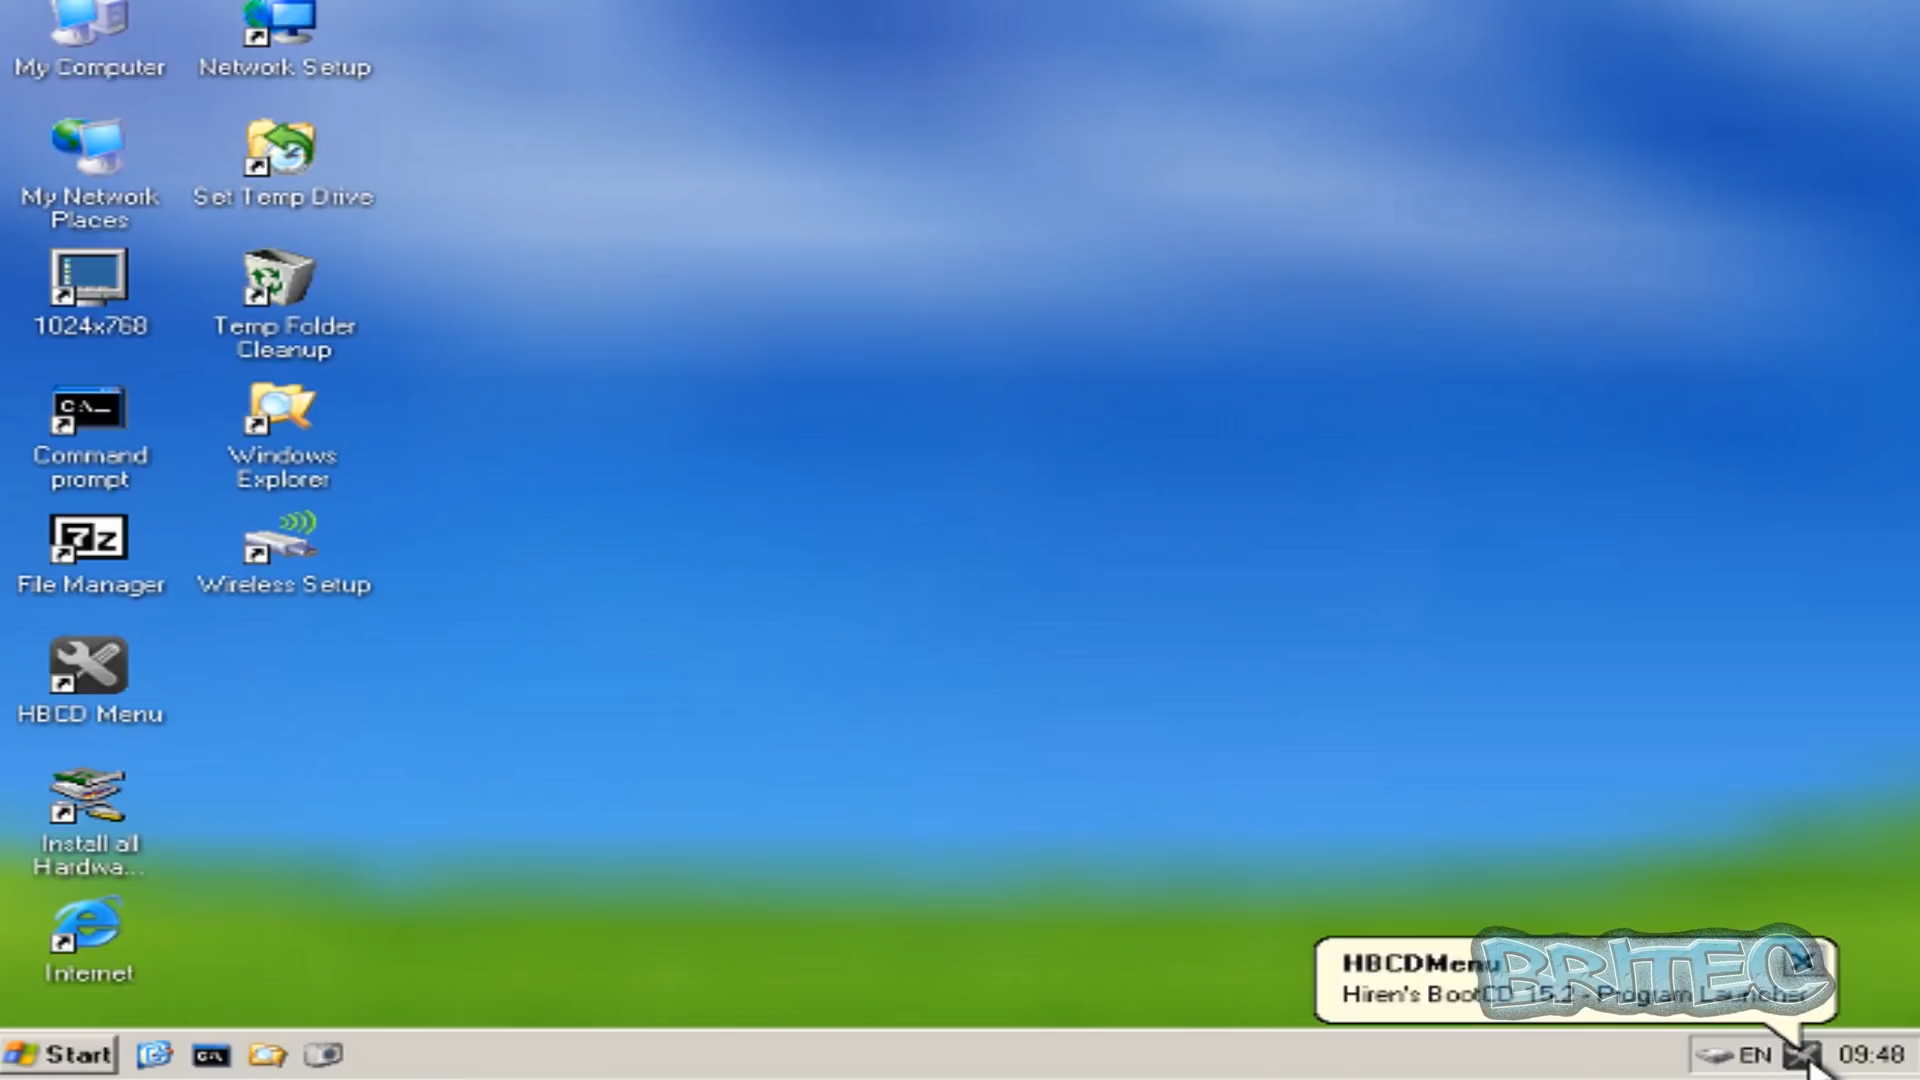 My Computer
Network Setup
My Network
Places
Set Temp Drive
1024x768
Temp Folder
Cleanup
C:\_
Command
prompt
Windows
Explorer
7z
File Manager
Wireless Setup
HBCD Menu
Install all
Hardwa...
Internet
HBCDMenu
Hiren's BootCD 15.2 - Program Launcher
BRITEC
Start
C:\
EN
09:48